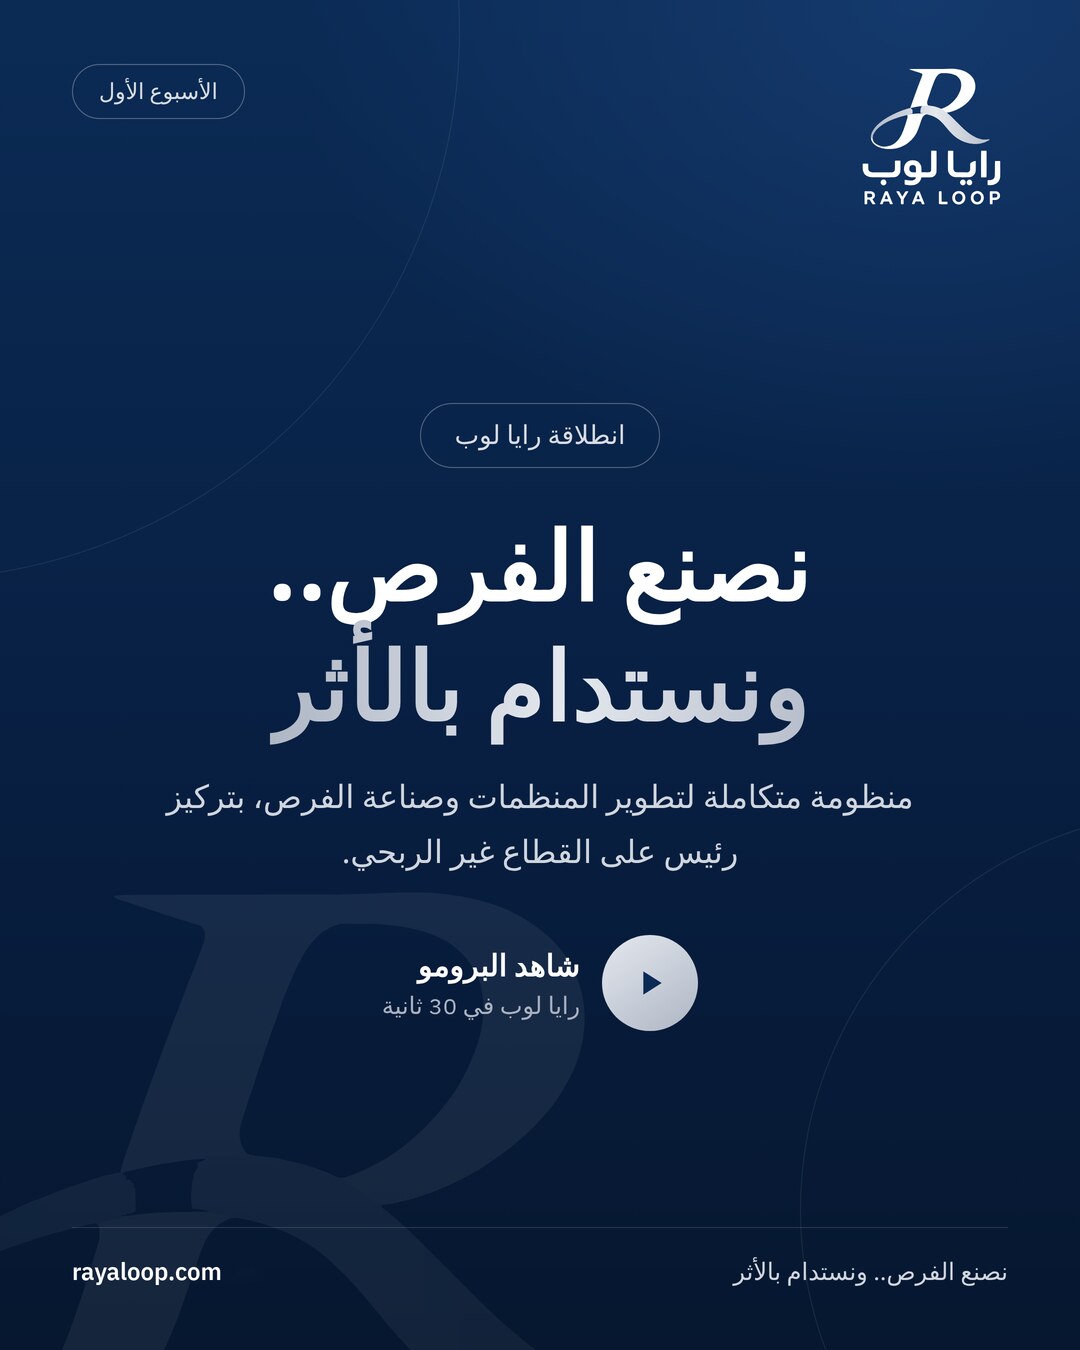 رايا لوب
RAYA LOOP
الأسبوع الأول
انطلاقة رايا لوب
نصنع الفرص..
ونستدام بالأثر
منظومة متكاملة لتطوير المنظمات وصناعة الفرص، بتركيز
رئيس على القطاع غير الربحي.
شاهد البرومو
رايا لوب في 30 ثانية
نصنع الفرص.. ونستدام بالأثر
rayaloop.com